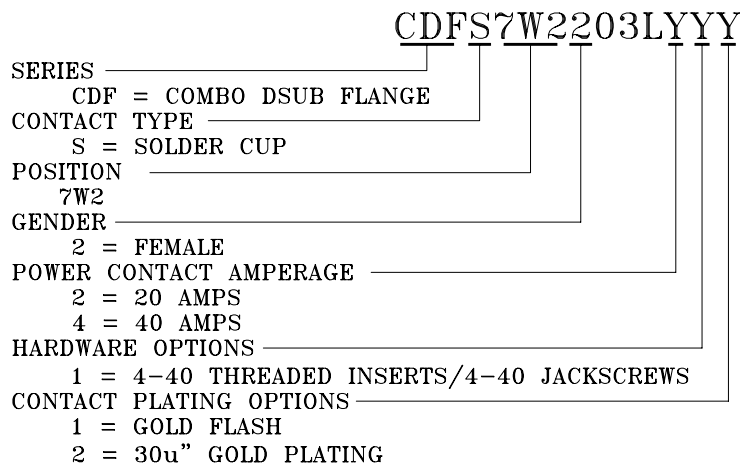 CDFS7W2203LYYY
SERIES
CDF = COMBO DSUB FLANGE
CONTACT TYPE
S = SOLDER CUP
POSITION
7W2
GENDER
2 = FEMALE
POWER CONTACT AMPERAGE
2 = 20 AMPS
4 = 40 AMPS
HARDWARE OPTIONS
1 = 4-40 THREADED INSERTS/4-40 JACKSCREWS
CONTACT PLATING OPTIONS
1 = GOLD FLASH
2 = 30u” GOLD PLATING